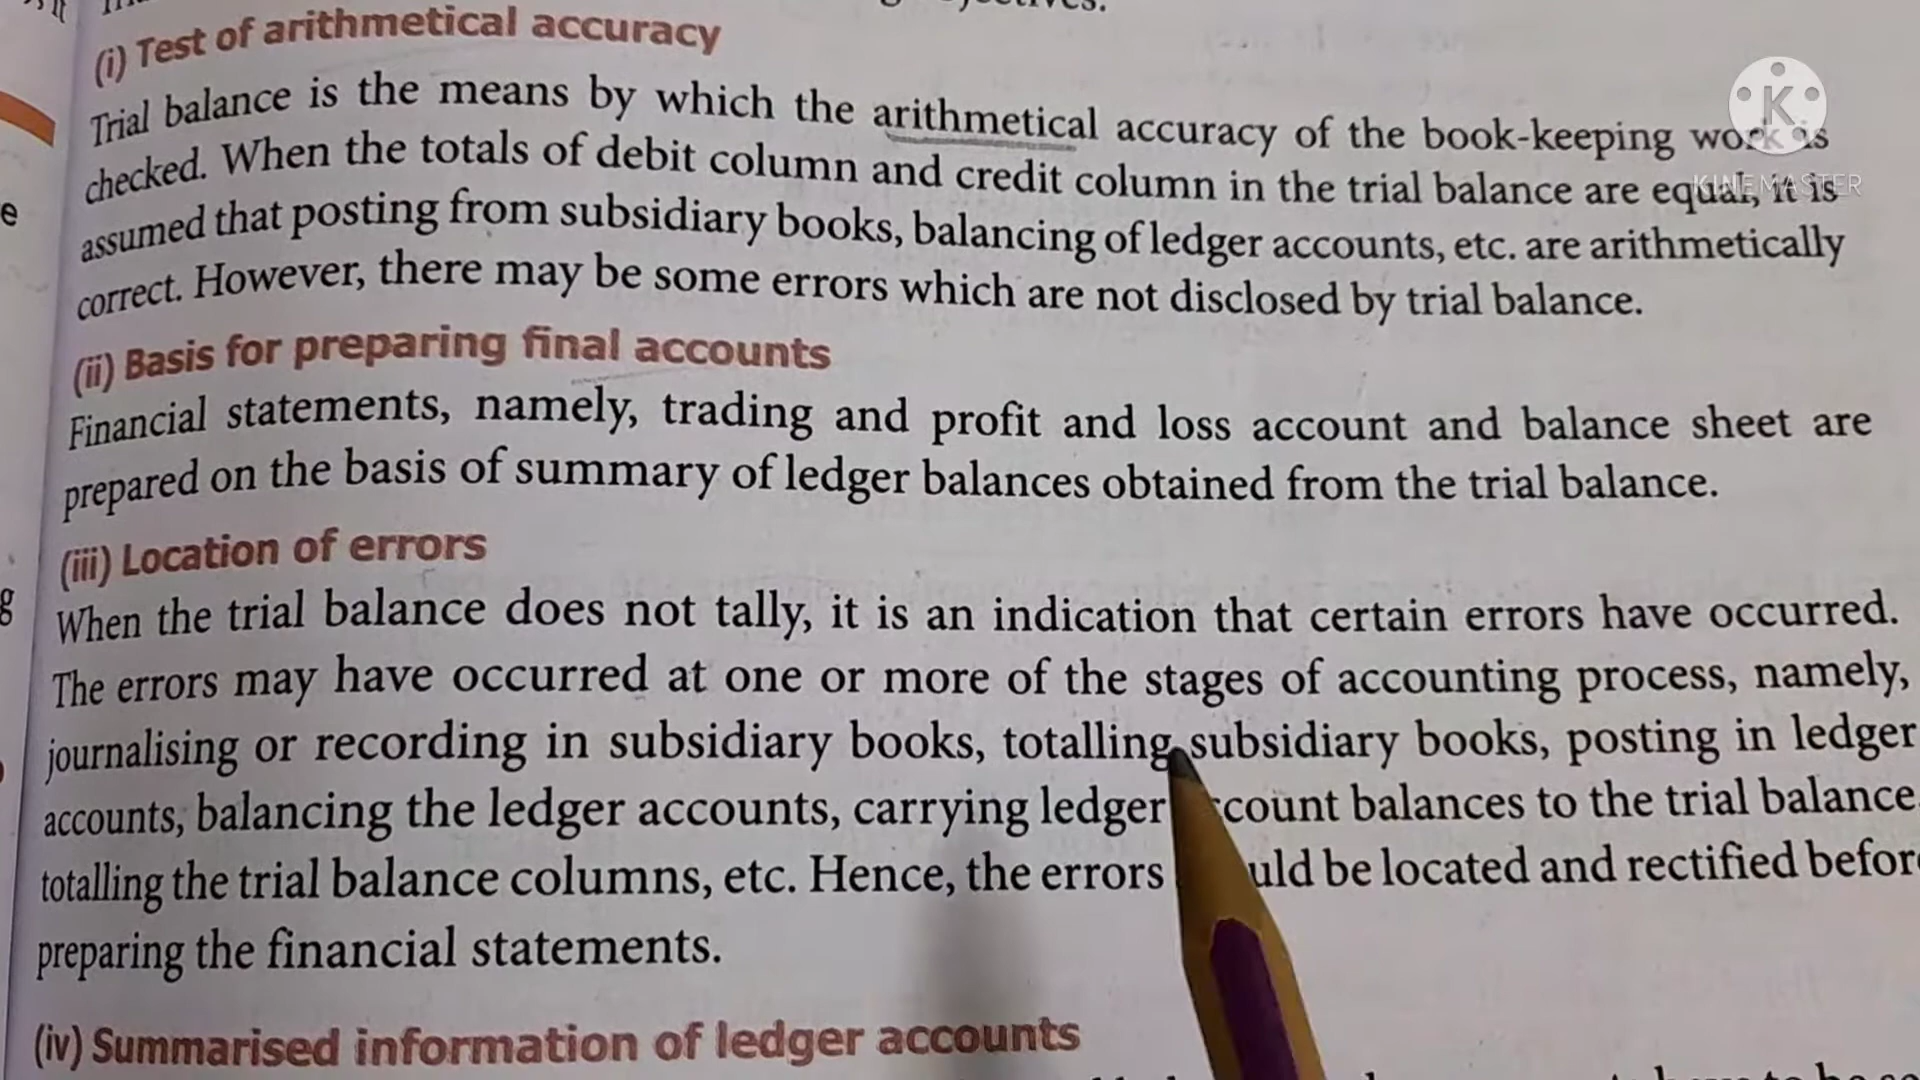 (i) Test of arithmetical accuracy
Trial balance is the means by which the arithmetical accuracy of the book-keeping work is
checked. When the totals of debit column and credit column in the trial balance are equal, it is
assumed that posting from subsidiary books, balancing of ledger accounts, etc. are arithmetically
correct. However, there may be some errors which are not disclosed by trial balance.
(ii) Basis for preparing final accounts
Financial statements, namely, trading and profit and loss account and balance sheet are
prepared on the basis of summary of ledger balances obtained from the trial balance.
(iii) Location of errors
When the trial balance does not tally, it is an indication that certain errors have occurred.
The errors may have occurred at one or more of the stages of accounting process, namely,
journalising or recording in subsidiary books, totalling subsidiary books, posting in ledger
accounts, balancing the ledger accounts, carrying ledger ccount balances to the trial balance
totalling the trial balance columns, etc. Hence, the errors uld be located and rectified befor
preparing the financial statements.
(iv) Summarised information of ledger accounts
K
KINEMASTER